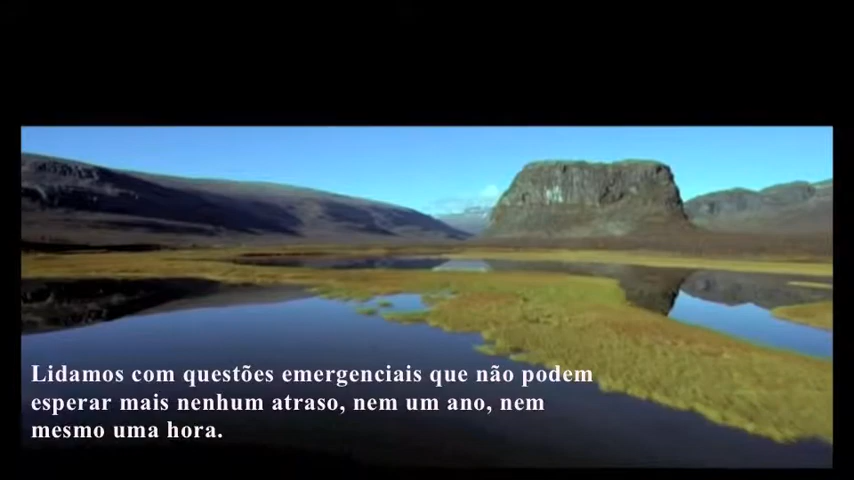 Lidamos com questões emergenciais que não podem
esperar mais nenhum atraso, nem um ano, nem
mesmo uma hora.